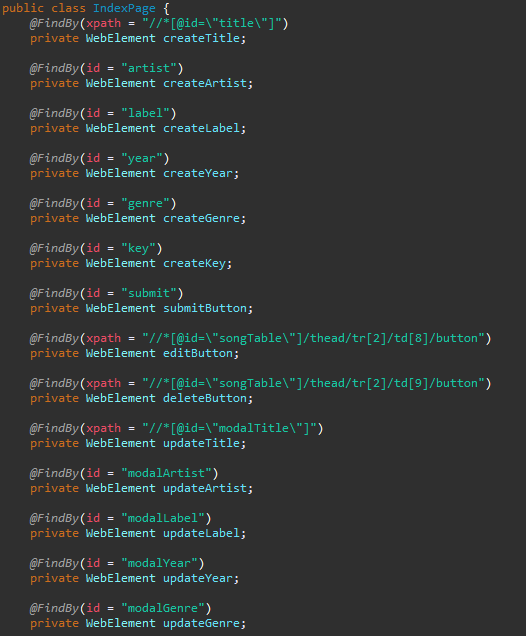 public class IndexPage {
@FindBy(xpath = "//*[@id=\"title\"]")
private WebElement createTitle;
@FindBy(id = "artist")
private WebElement createArtist;
@FindBy(id = "label")
private WebElement createLabel;
@FindBy(id = "year")
private WebElement createYear;
@FindBy(id = "genre")
private WebElement createGenre;
@FindBy(id = "key")
private WebElement createKey;
@FindBy(id = "submit")
private WebElement submitButton;
@FindBy(xpath = "//*[@id=\"songTable\"]/thead/tr[2]/td[8]/button")
private WebElement editButton;
@FindBy(xpath = "//*[@id=\"songTable\"]/thead/tr[2]/td[9]/button")
private WebElement deleteButton;
@FindBy(xpath = "//*[@id=\"modalTitle\"]")
private WebElement updateTitle;
@FindBy(id = "modalArtist")
private WebElement updateArtist;
@FindBy(id = "modalLabel")
private WebElement updateLabel;
@FindBy(id = "modalYear")
private WebElement updateYear;
@FindBy(id = "modalGenre")
private WebElement updateGenre;